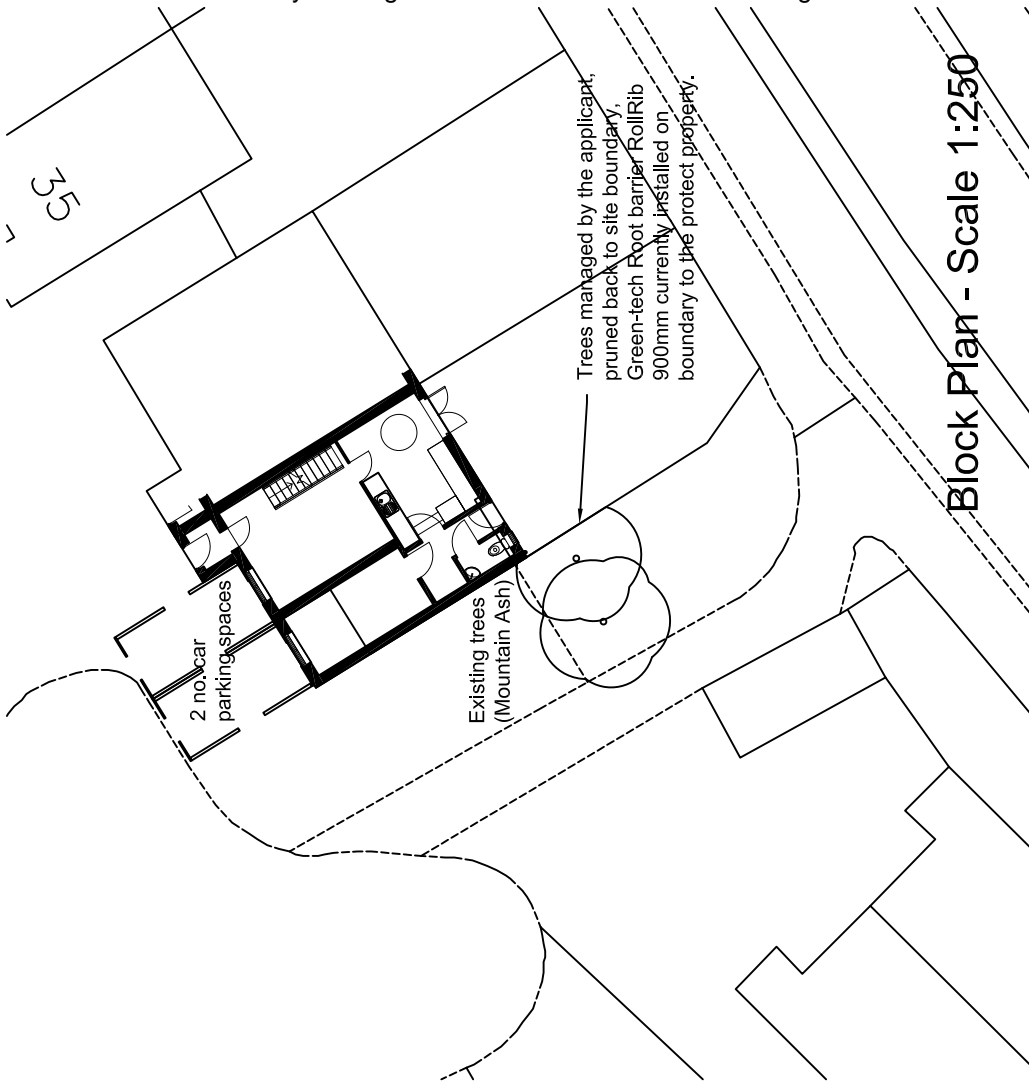 35
Trees managed by the applicant,
pruned back to site boundary,
Green-tech Root barrier RollRib
900mm currently installed on
boundary to the protect property.
2 no. car
parking spaces
Existing trees
(Mountain Ash)
Block Plan - Scale 1:250